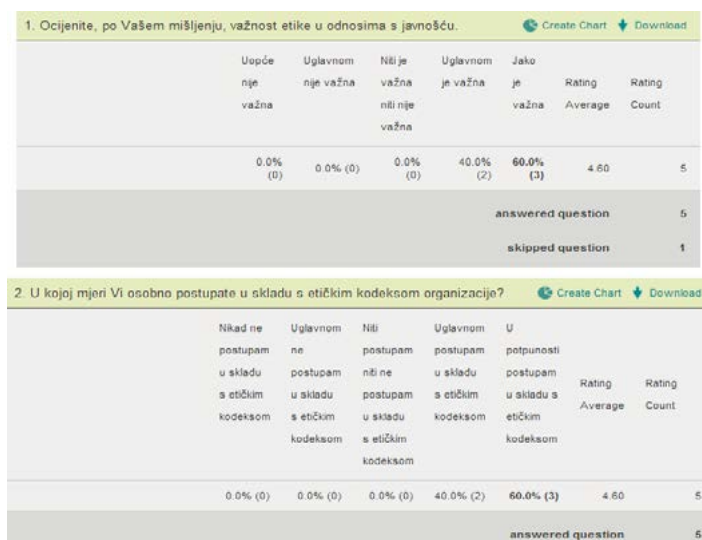 1. Ocijenite, po Vašem mišljenju, važnost etike u odnosima s javnošću. Create Chart Download
Uopće Uglavnom Niti je Uglavnom Jako
nije nije važna važna je važna je Rating Rating
važna niti nije važna Average Count
važna
0.0% 0.0% (0) 0.0% 40.0% 60.0% 4.60 5
(0) (0) (2) (3)
answered question 5
skipped question 1
2. U kojoj mjeri Vi osobno postupate u skladu s etičkim kodeksom organizacije? Create Chart Download
Nikad ne Uglavnom Niti Uglavnom U
postupam ne postupam postupam potpunosti
u skladu postupam niti ne u skladu postupam
s etičkim u skladu postupam s etičkim u skladu s Rating Rating
kodeksom s etičkim u skladu kodeksom etičkim Average Count
kodeksom s etičkim kodeksom
kodeksom
0.0% (0) 0.0% (0) 0.0% (0) 40.0% (2) 60.0% (3) 4.60 5
answered question 5